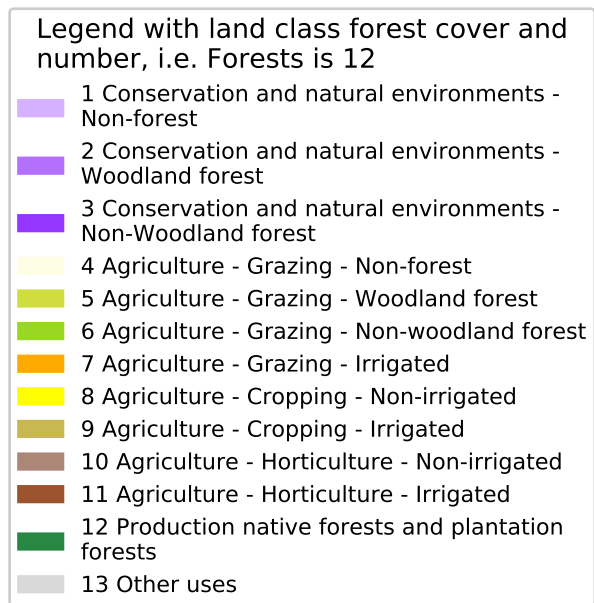 Legend with land class forest cover and
number, i.e. Forests is 12
1 Conservation and natural environments -
Non-forest
2 Conservation and natural environments -
Woodland forest
3 Conservation and natural environments -
Non-Woodland forest
4 Agriculture - Grazing - Non-forest
5 Agriculture - Grazing - Woodland forest
6 Agriculture - Grazing - Non-woodland forest
7 Agriculture - Grazing - Irrigated
8 Agriculture - Cropping - Non-irrigated
9 Agriculture - Cropping - Irrigated
10 Agriculture - Horticulture - Non-irrigated
11 Agriculture - Horticulture - Irrigated
12 Production native forests and plantation
forests
13 Other uses